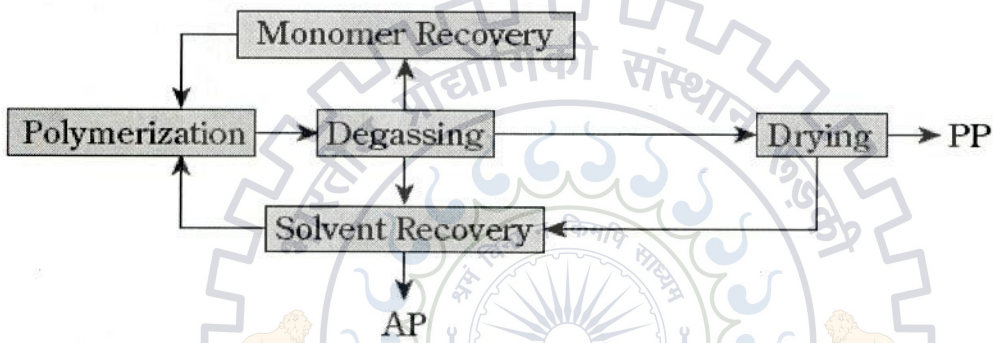 Monomer Recovery
प्रौद्योगिकी संस्थान
Polymerization
Degassing
Drying
PP
Solvent Recovery
AP